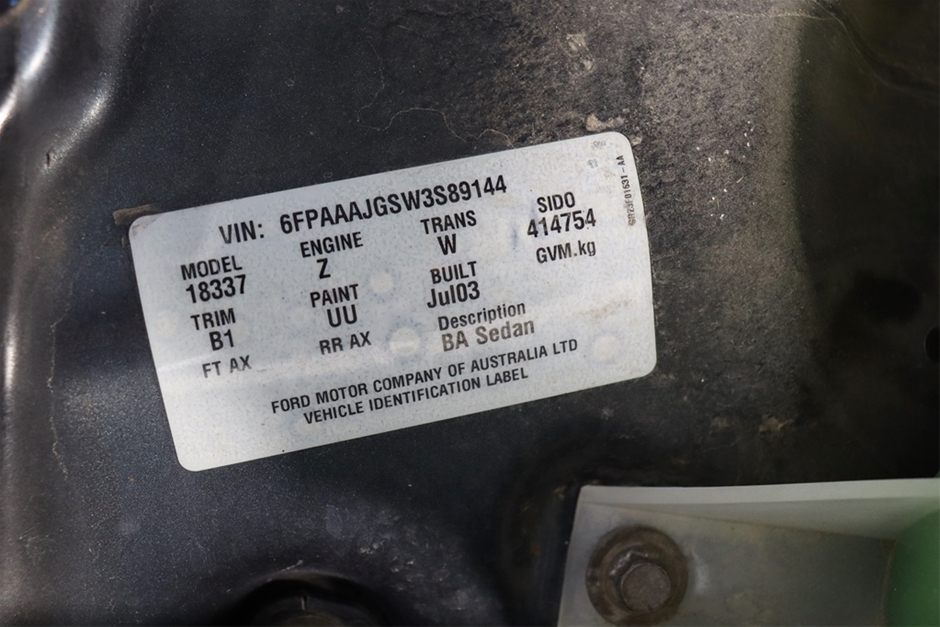 VIN: 6FPAAAJGSW3S89144
MODEL ENGINE TRANS SIDO
18337 Z W 414754
TRIM PAINT BUILT GVM.kg
B1 UU Jul03
FT AX RR AX Description
BA Sedan
FORD MOTOR COMPANY OF AUSTRALIA LTD
VEHICLE IDENTIFICATION LABEL